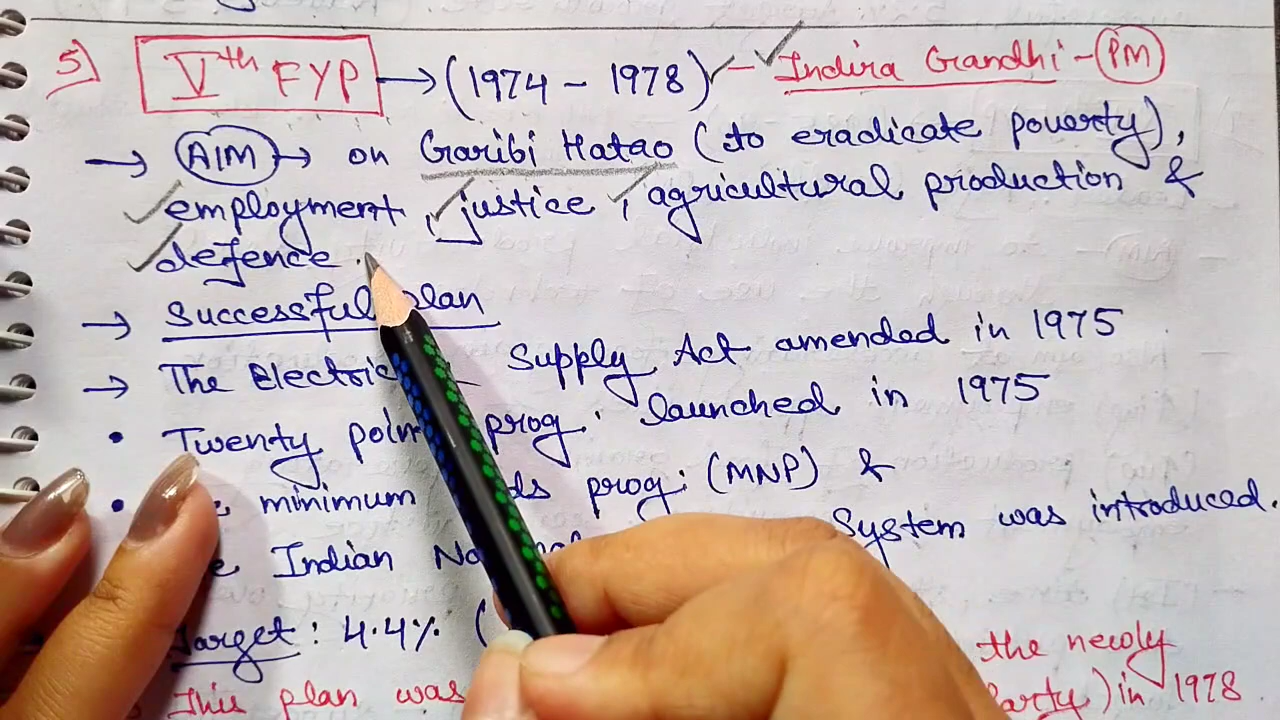 5) Vth FYP → (1974 - 1978) - Indira Gandhi - PM
→ AIM → on Garibi Hatao (to eradicate poverty),
employment, justice, agricultural production &
defence.
→ Successful plan
→ The Electric Supply Act amended in 1975
• Twenty point prog. launched in 1975
• minimum prog. (MNP) &
Indian System was introduced.
Target : 4.4% (
This plan was the newly
Party) in 1978